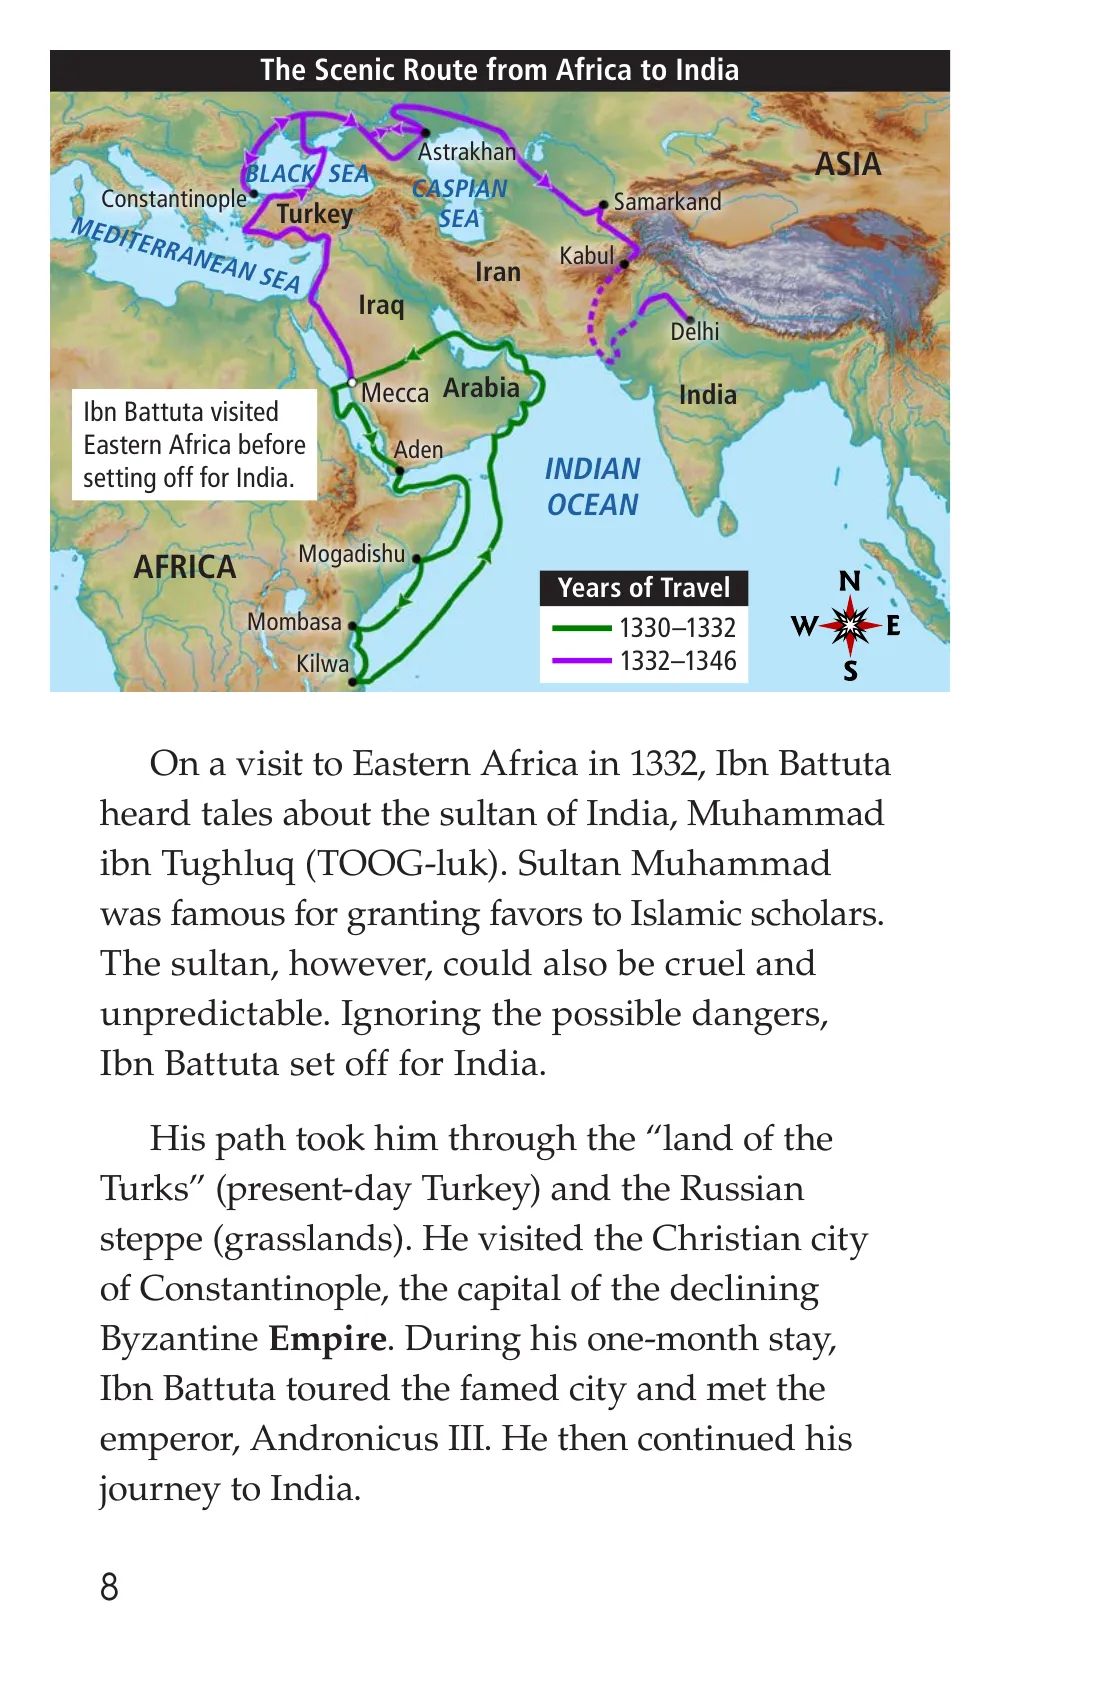 The Scenic Route from Africa to India
ASIA
Astrakhan
BLACK SEA
CASPIAN
SEA
Constantinople
Turkey
Samarkand
MEDITERRANEAN SEA
Kabul
Iran
Iraq
Delhi
Mecca
Arabia
India
Ibn Battuta visited
Eastern Africa before
setting off for India.
Aden
INDIAN
OCEAN
Mogadishu
AFRICA
Mombasa
Kilwa
Years of Travel
1330–1332
1332–1346
N
W E
S
On a visit to Eastern Africa in 1332, Ibn Battuta
heard tales about the sultan of India, Muhammad
ibn Tughluq (TOOG-luk). Sultan Muhammad
was famous for granting favors to Islamic scholars.
The sultan, however, could also be cruel and
unpredictable. Ignoring the possible dangers,
Ibn Battuta set off for India.
His path took him through the “land of the
Turks” (present-day Turkey) and the Russian
steppe (grasslands). He visited the Christian city
of Constantinople, the capital of the declining
Byzantine Empire. During his one-month stay,
Ibn Battuta toured the famed city and met the
emperor, Andronicus III. He then continued his
journey to India.
8